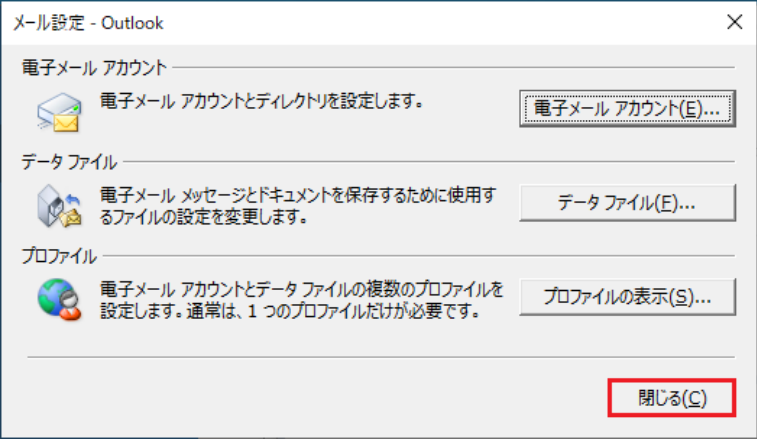 メール設定 - Outlook
電子メール アカウント
電子メール アカウントとディレクトリを設定します。
電子メール アカウント(E)...
データ ファイル
電子メール メッセージとドキュメントを保存するために使用す
るファイルの設定を変更します。
データ ファイル(F)...
プロファイル
電子メール アカウントとデータ ファイルの複数のプロファイルを
設定します。通常は、1 つのプロファイルだけが必要です。
プロファイルの表示(S)...
閉じる(C)